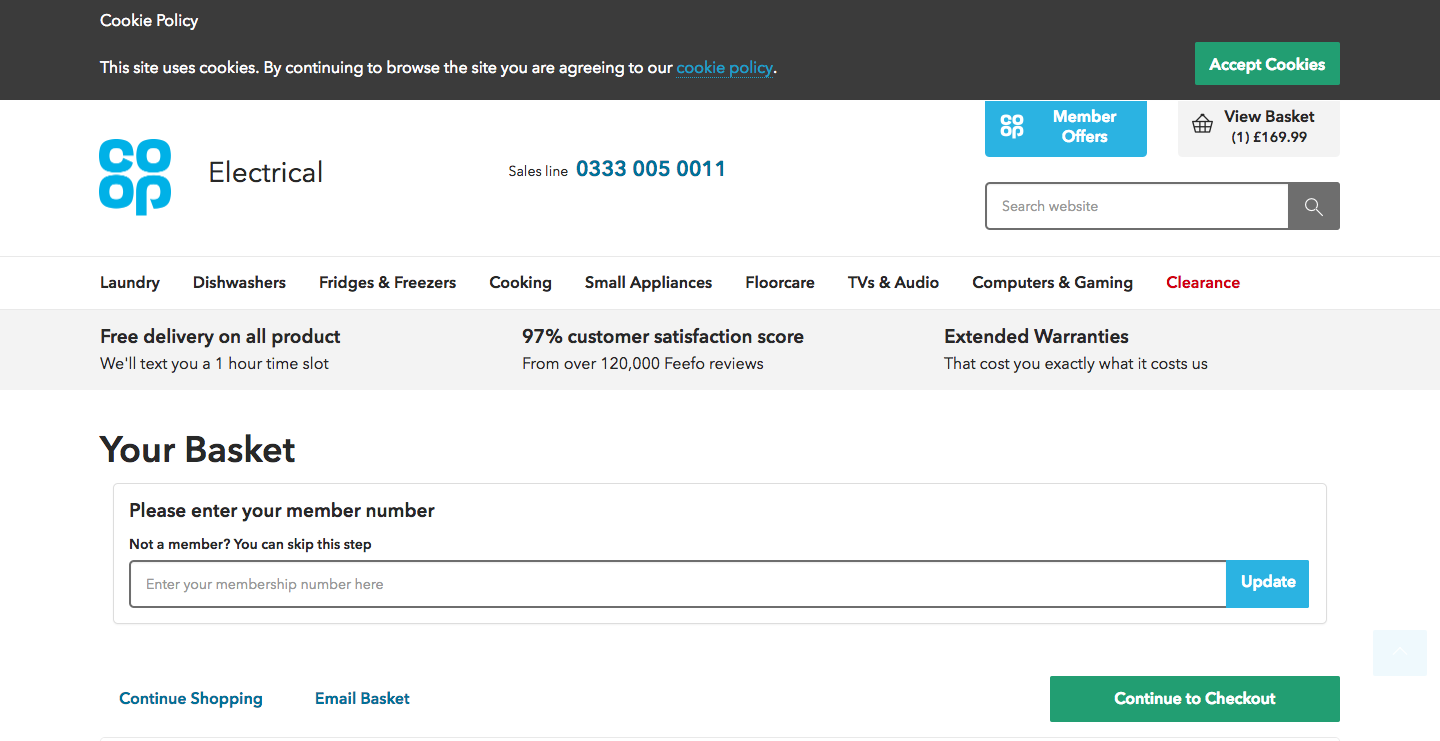 Cookie Policy
This site uses cookies. By continuing to browse the site you are agreeing to our cookie policy.
Accept Cookies
co
op
Electrical
Sales line 0333 005 0011
co
op
Member
Offers
View Basket
(1) £169.99
Search website
Laundry Dishwashers Fridges & Freezers Cooking Small Appliances Floorcare TVs & Audio Computers & Gaming Clearance
Free delivery on all product
We'll text you a 1 hour time slot
97% customer satisfaction score
From over 120,000 Feefo reviews
Extended Warranties
That cost you exactly what it costs us
Your Basket
Please enter your member number
Not a member? You can skip this step
Enter your membership number here
Update
Continue Shopping
Email Basket
Continue to Checkout